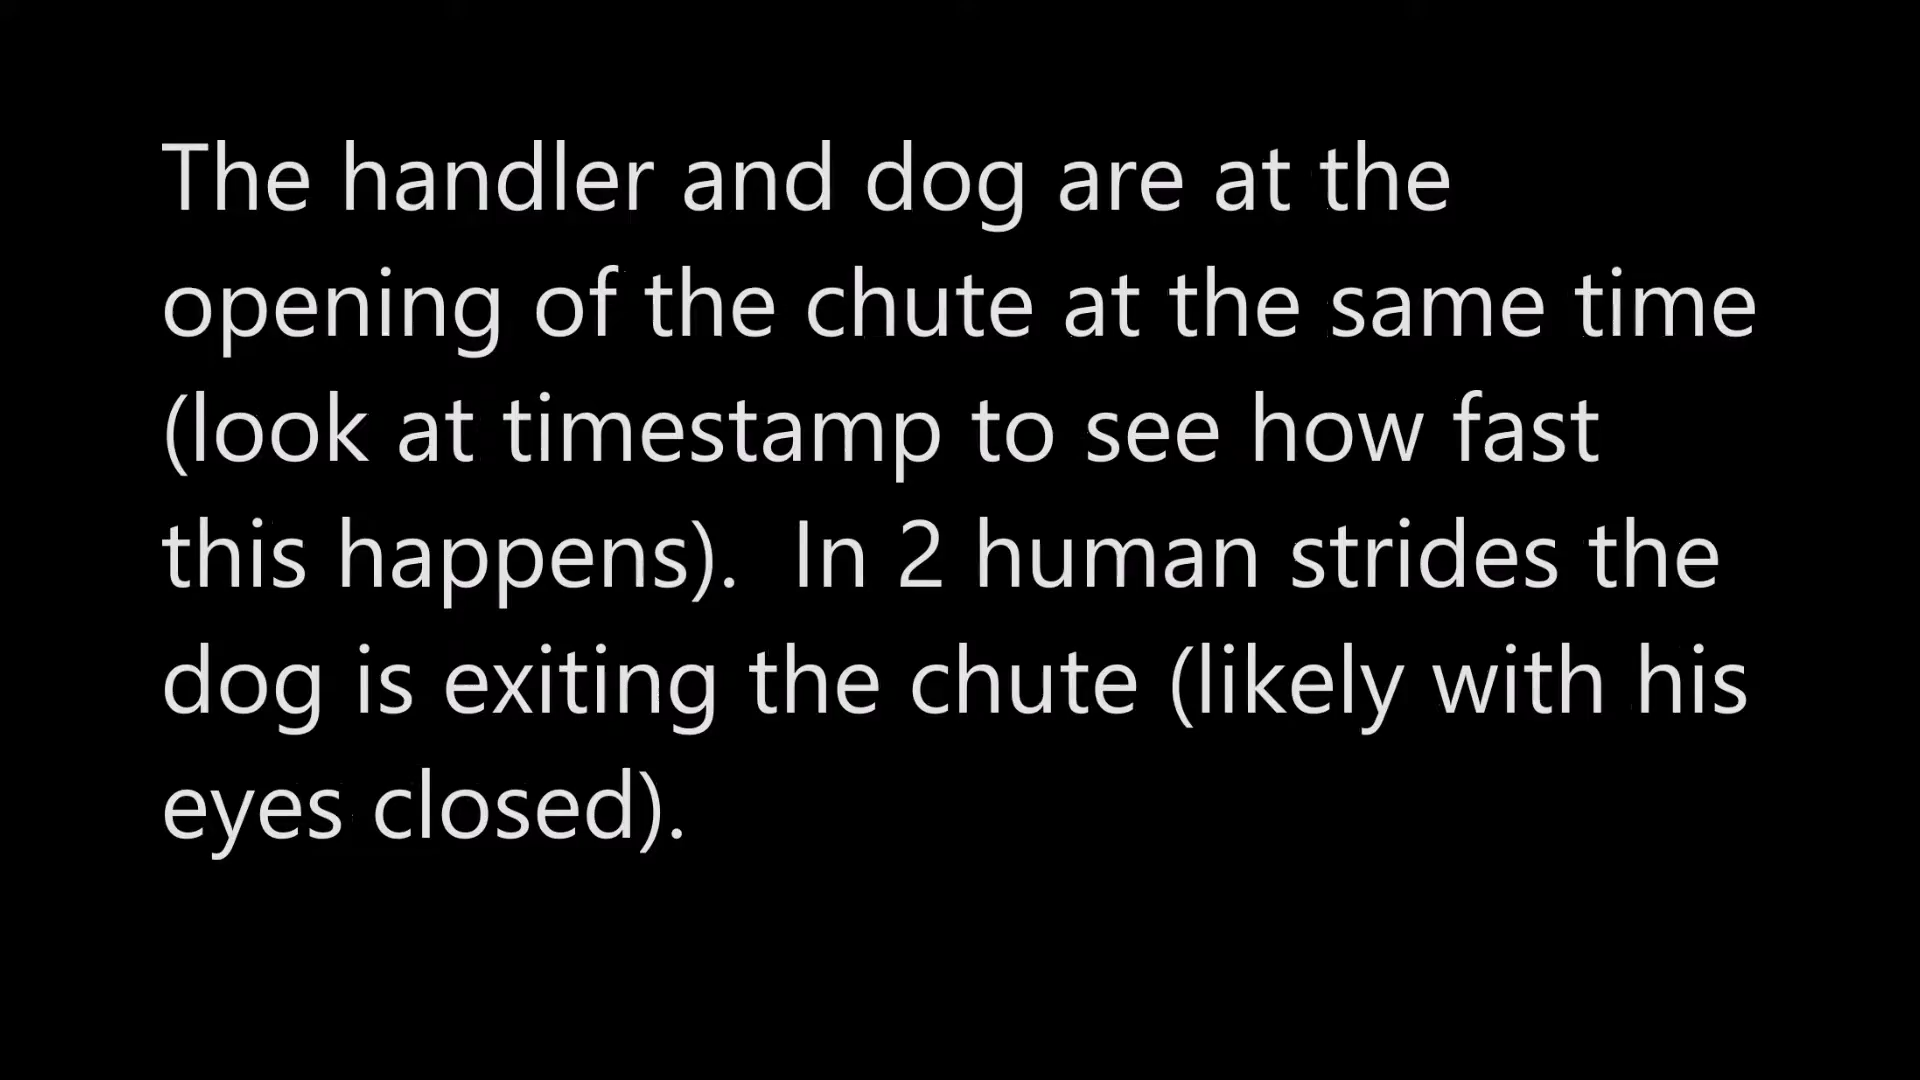 The handler and dog are at the
opening of the chute at the same time
(look at timestamp to see how fast
this happens).  In 2 human strides the
dog is exiting the chute (likely with his
eyes closed).